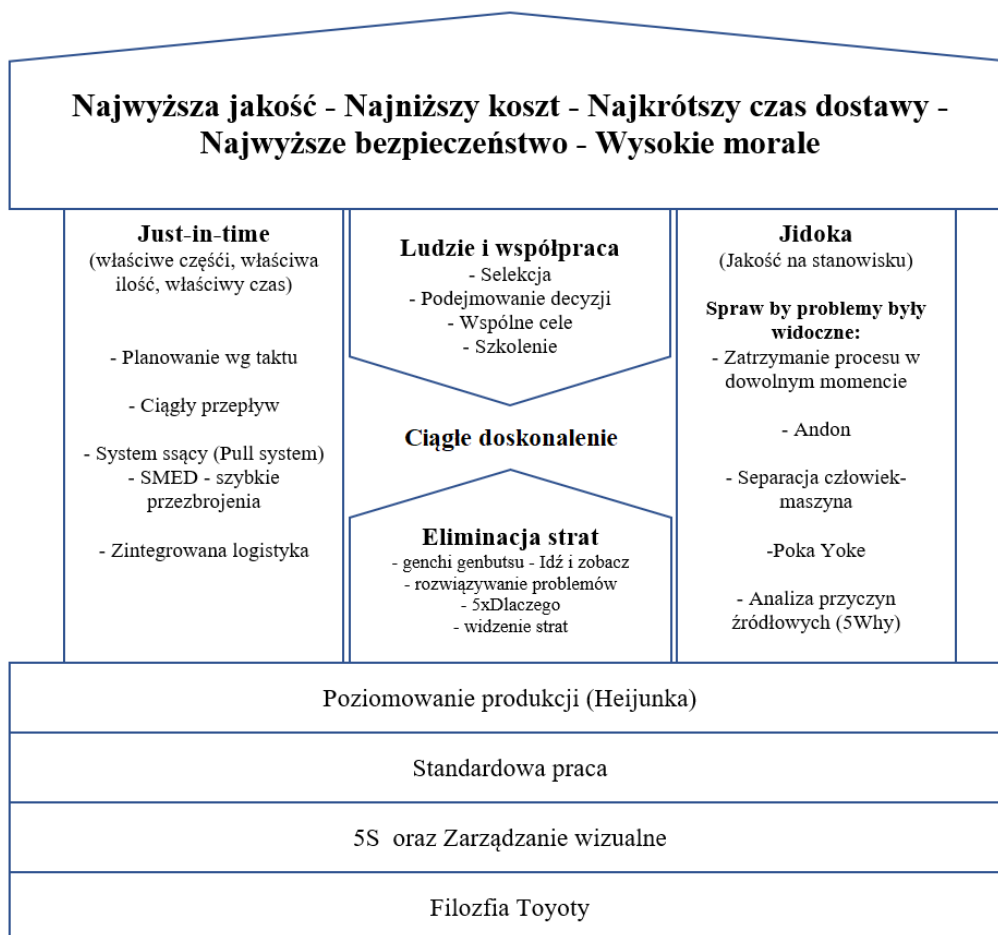 Najwyższa jakość - Najniższy koszt - Najkrótszy czas dostawy -
Najwyższe bezpieczeństwo - Wysokie morale
Just-in-time
(właściwe częśći, właściwa
ilość, właściwy czas)
- Planowanie wg taktu
- Ciągły przepływ
- System ssący (Pull system)
- SMED - szybkie
przezbrojenia
- Zintegrowana logistyka
Ludzie i współpraca
- Selekcja
- Podejmowanie decyzji
- Wspólne cele
- Szkolenie
Ciągłe doskonalenie
Eliminacja strat
- genchi genbutsu - Idź i zobacz
- rozwiązywanie problemów
- 5xDlaczego
- widzenie strat
Jidoka
(Jakość na stanowisku)
Spraw by problemy były
widoczne:
- Zatrzymanie procesu w
dowolnym momencie
- Andon
- Separacja człowiek-
maszyna
-Poka Yoke
- Analiza przyczyn
źródłowych (5Why)
Poziomowanie produkcji (Heijunka)
Standardowa praca
5S  oraz Zarządzanie wizualne
Filozfia Toyoty